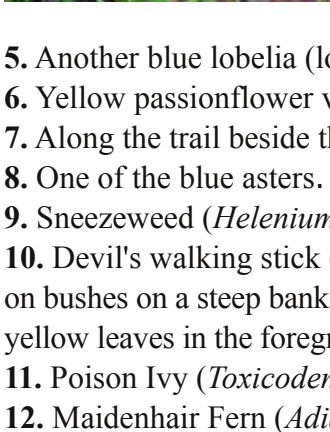 5. Another blue lobelia (lo
6. Yellow passionflower v
7. Along the trail beside th
8. One of the blue asters.
9. Sneezeweed (Helenium
10. Devil's walking stick (
on bushes on a steep bank
yellow leaves in the foregr
11. Poison Ivy (Toxicoden
12. Maidenhair Fern (Adia